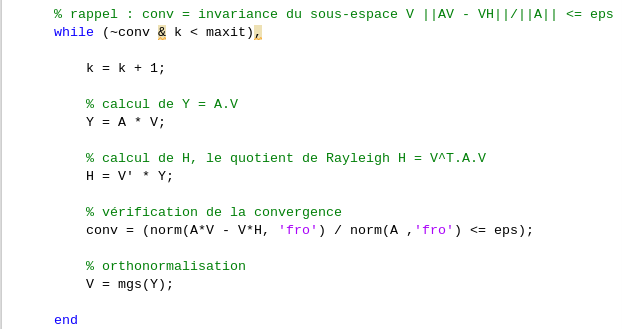 % rappel : conv = invariance du sous-espace V ||AV - VH||/||A|| <= eps
while (~conv & k < maxit),
k = k + 1;
% calcul de Y = A.V
Y = A * V;
% calcul de H, le quotient de Rayleigh H = V^T.A.V
H = V' * Y;
% vérification de la convergence
conv = (norm(A*V - V*H, 'fro') / norm(A ,'fro') <= eps);
% orthonormalisation
V = mgs(Y);
end